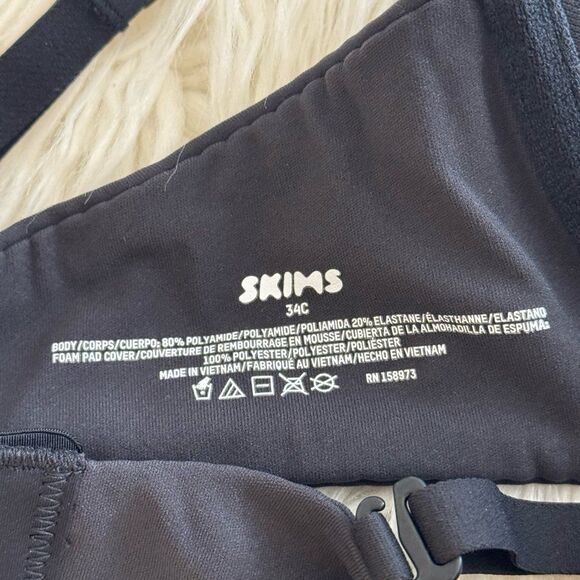 SKIMS
34C
BODY/CORPS/CUERPO: 80% POLYAMIDE/POLYAMIDE/POLIAMIDA 20% ELASTANE/ÉLASTHANNE/ELASTANO
FOAM PAD COVER/COUVERTURE DE REMBOURRAGE EN MOUSSE/CUBIERTA DE LA ALMOHADILLA DE ESPUMA:
100% POLYESTER/POLYESTER/POLIÉSTER
MADE IN VIETNAM/FABRIQUÉ AU VIETNAM/HECHO EN VIETNAM
RN 158973